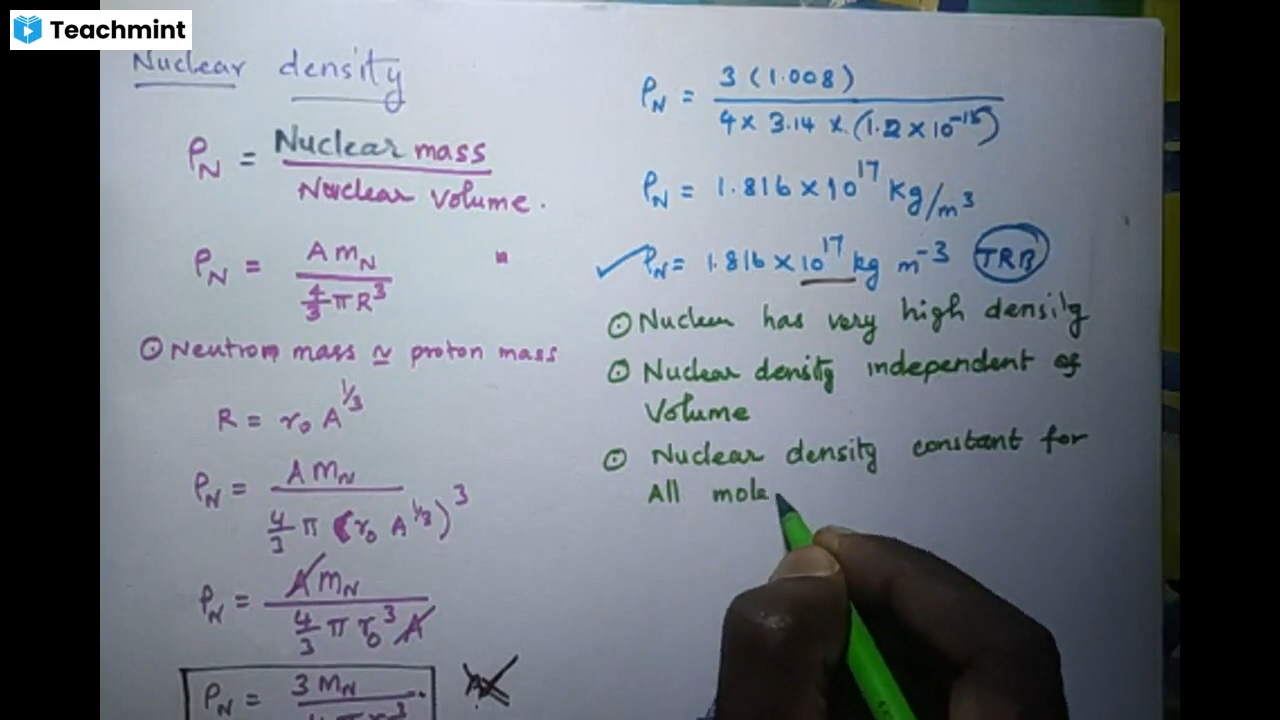 Teachmint
Nuclear density
ρN = Nuclear mass / Nuclear volume.
ρN = A mN / 4/3 π R³
⊙ Neutron mass ≃ proton mass
R = r₀ A^1/3
ρN = A mN / 4/3 π (r₀ A^1/3)³
ρN = A mN / 4/3 π r₀³ A
ρN = 3 mN
ρN = 3 (1.008) / 4 × 3.14 × (1.2 × 10⁻¹⁵)
ρN = 1.816 × 10¹⁷ kg/m³
✓ ρN = 1.816 × 10¹⁷ kg m⁻³ TRB
⊙ has very high density
⊙ Nuclear density independent of
Volume
⊙ Nuclear density constant for
All mole